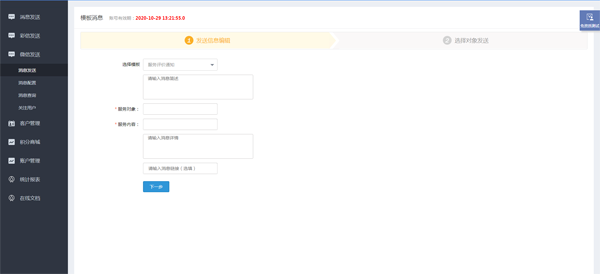 消息发送
彩信发送
微信发送
消息发送
消息配置
消息查询
关注用户
客户管理
积分商城
账户管理
统计报表
在线文档
模板消息
2020-10-29 13:21:55.0
1 发送信息编辑
2 选择对象发送
选择模板
服务评价通知
请输入消息描述
* 服务对象：
* 服务内容：
请输入消息详情
请输入消息链接（选填）
下一步